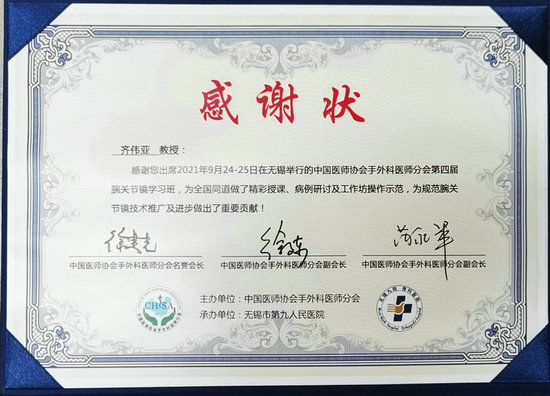 感谢状
齐伟亚 教授：
感谢您出席2021年9月24-25日在无锡举行的中国医师协会手外科医师分会第四届
腕关节镜学习班，为全国同道做了精彩授课、病例研讨及工作坊操作示范，为规范腕关
节镜技术推广及进步做出了重要贡献！
中国医师协会手外科医师分会名誉会长 中国医师协会手外科医师分会副会长 中国医师协会手外科医师分会副会长
主办单位：中国医师协会手外科医师分会
承办单位：无锡市第九人民医院
CHSA